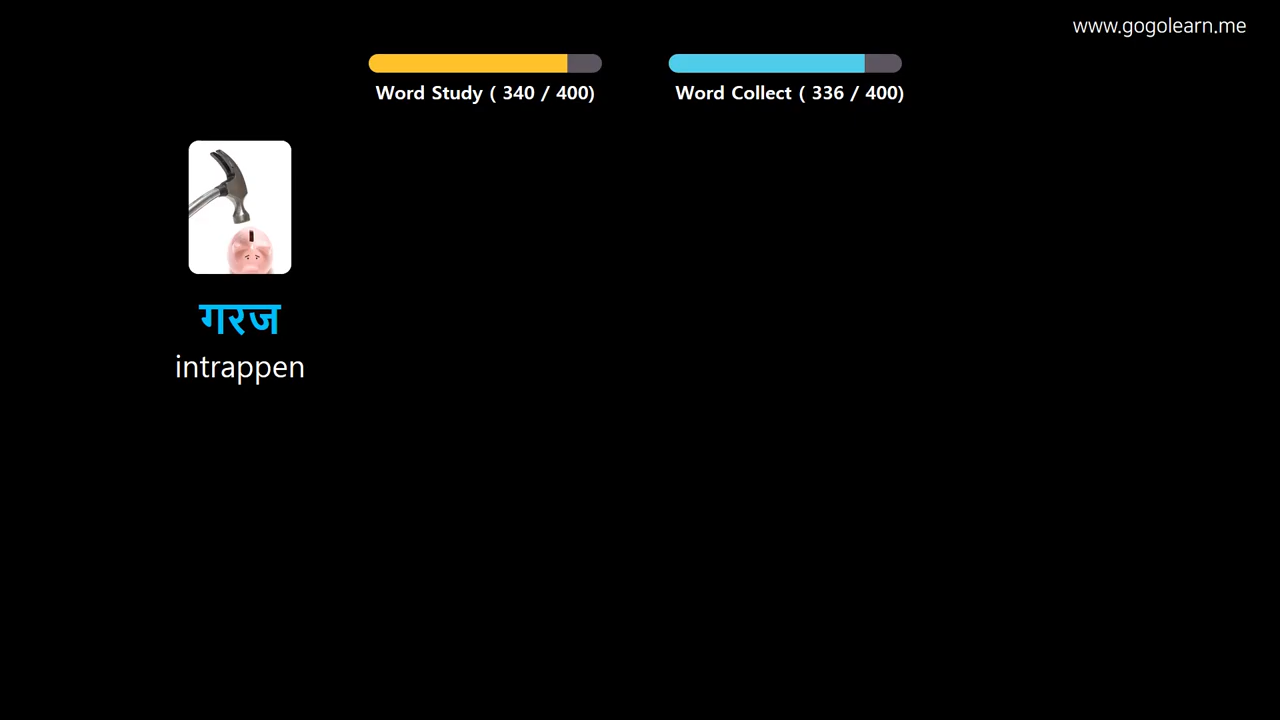 www.gogolearn.me
Word Study ( 340 / 400)
Word Collect ( 336 / 400)
गरज
intrappen